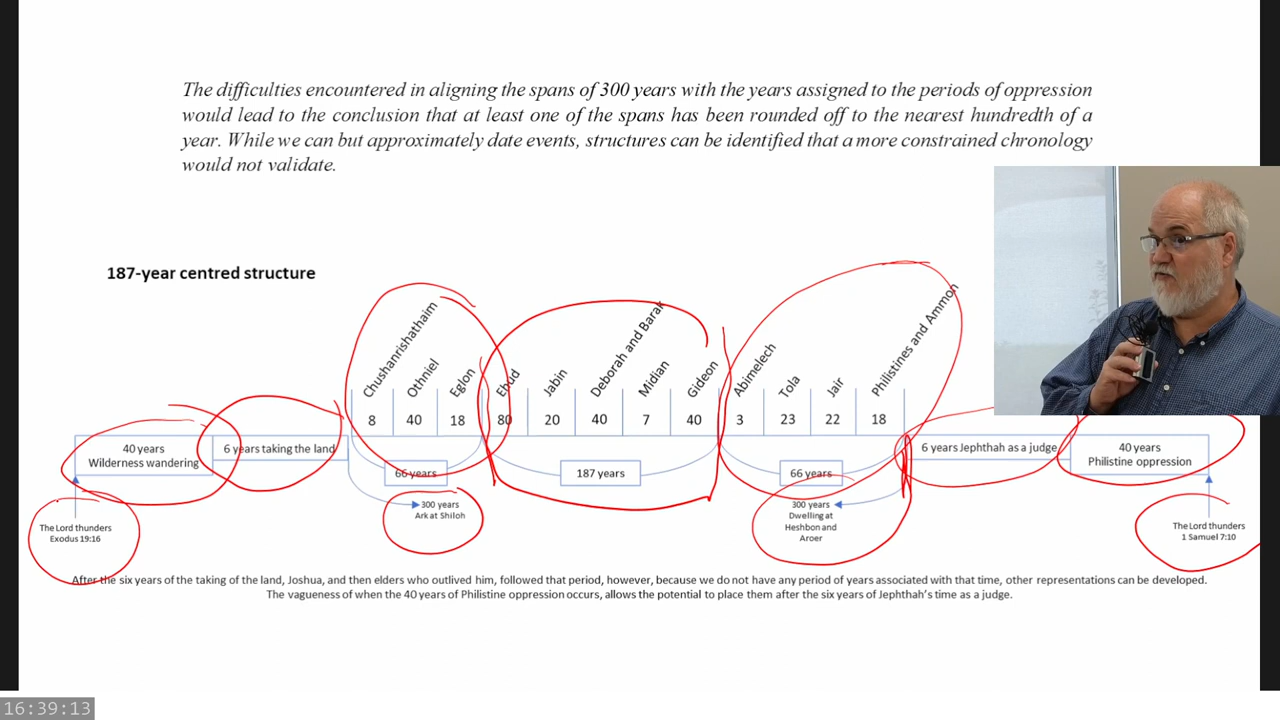 The difficulties encountered in aligning the spans of 300 years with the years assigned to the periods of oppression
would lead to the conclusion that at least one of the spans has been rounded off to the nearest hundredth of a
year. While we can but approximately date events, structures can be identified that a more constrained chronology
would not validate.
187-year centred structure
Chushanrishathaim
Othniel
Eglon
Ehud
Jabin
Deborah and Barak
Midian
Gideon
Abimelech
Tola
Jair
Philistines and Ammon
8 40 18 80 20 40 7 40 3 23 22 18
40 years
Wilderness wandering
6 years taking the land
6 years Jephthah as a judge
40 years
Philistine oppression
66 years
187 years
66 years
300 years
Ark at Shiloh
300 years
Dwelling at
Heshbon and
Aroer
The Lord thunders
Exodus 19:16
The Lord thunders
1 Samuel 7:10
After the six years of the taking of the land, Joshua, and then elders who outlived him, followed that period, however, because we do not have any period of years associated with that time, other representations can be developed.
The vagueness of when the 40 years of Philistine oppression occurs, allows the potential to place them after the six years of Jephthah's time as a judge.
16:39:13